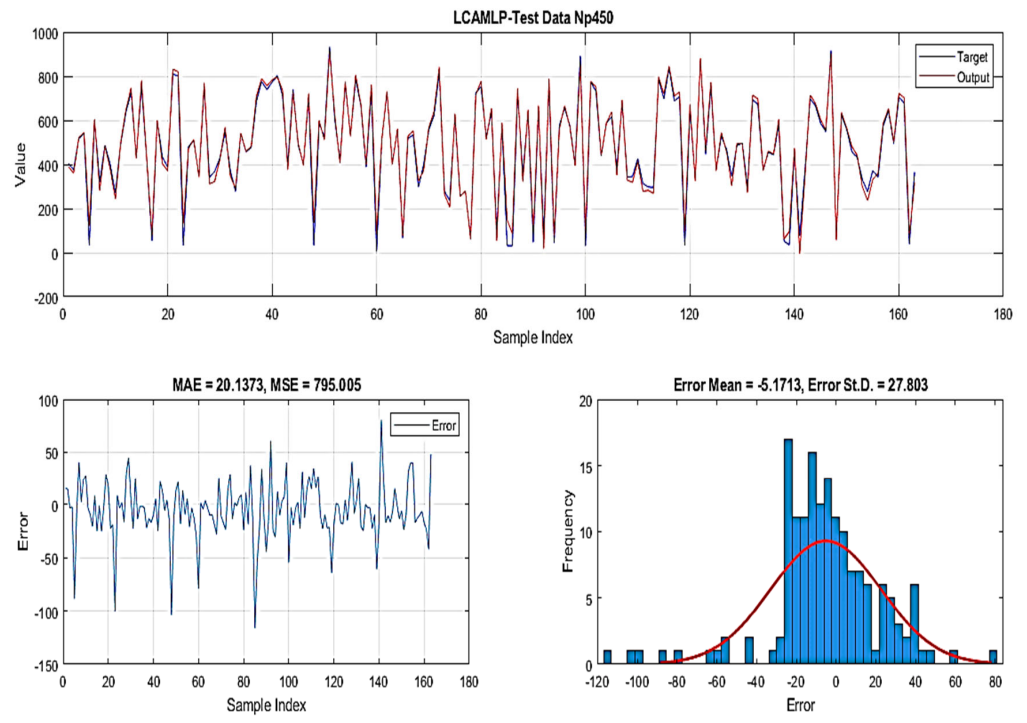 LCAMLP-Test Data Np450
1000
800
600
400
200
0
-200
Value
Target
Output
0 20 40 60 80 100 120 140 160 180
Sample Index
MAE = 20.1373, MSE = 795.005
100
50
0
-50
-100
-150
Error
Error
0 20 40 60 80 100 120 140 160 180
Sample Index
Error Mean = -5.1713, Error St.D. = 27.803
20
15
10
5
0
Frequency
-120 -100 -80 -60 -40 -20 0 20 40 60 80
Error